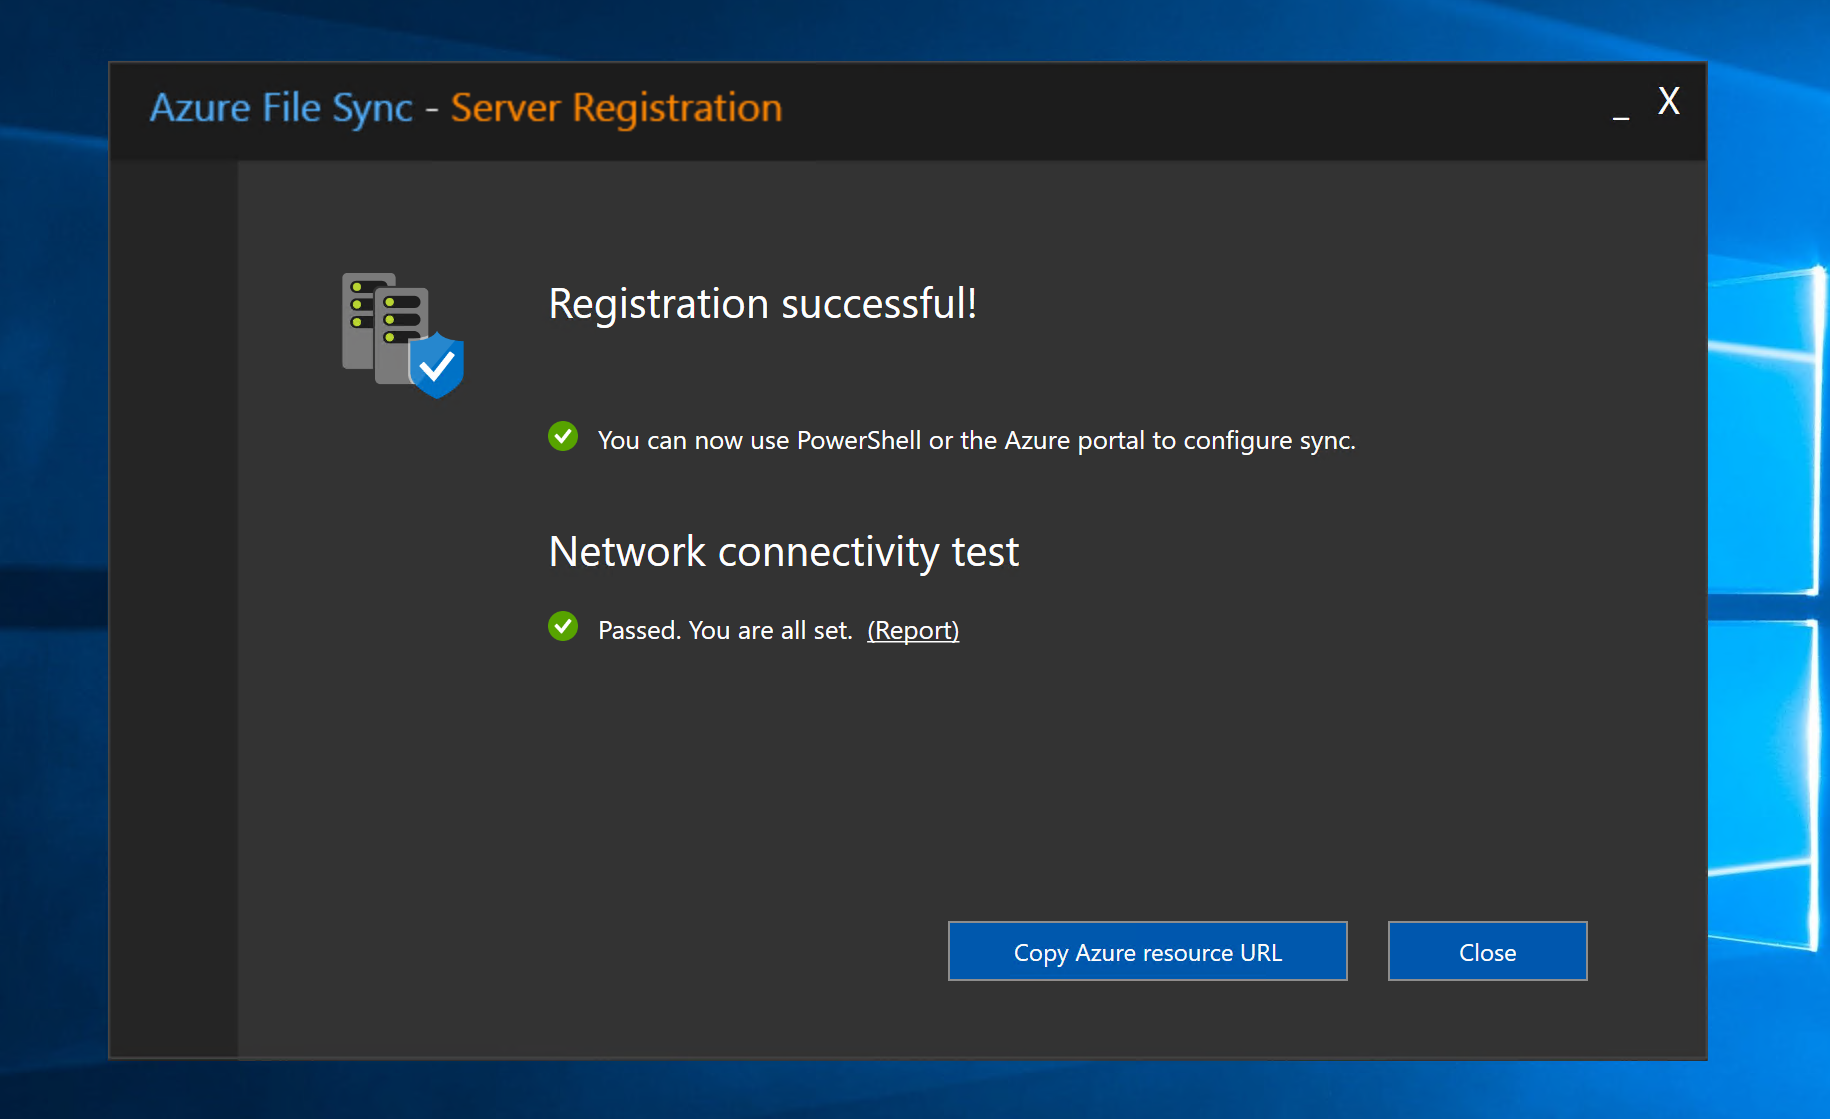 Azure File Sync - Server Registration
_ X
Registration successful!
You can now use PowerShell or the Azure portal to configure sync.
Network connectivity test
Passed. You are all set. (Report)
Copy Azure resource URL
Close